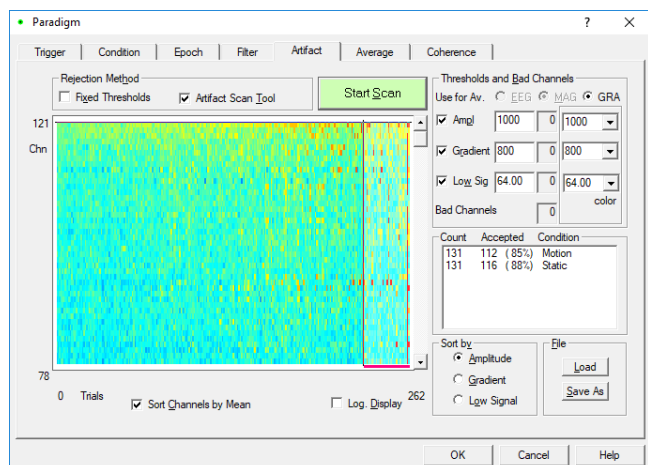 Paradigm
Trigger Condition Epoch Filter Artifact Average Coherence
Rejection Method
Fixed Thresholds Artifact Scan Tool
Start Scan
121
Chn
78
0 Trials 262
Sort Channels by Mean Log. Display
Thresholds and Bad Channels
Use for Av. EEG MAG GRA
Ampl 1000 0 1000
Gradient 800 0 800
Low Sig 64.00 0 64.00
color
Bad Channels 0
Count Accepted Condition
131 112 (85%) Motion
131 116 (88%) Static
Sort by
Amplitude
Gradient
Low Signal
File
Load
Save As
OK Cancel Help